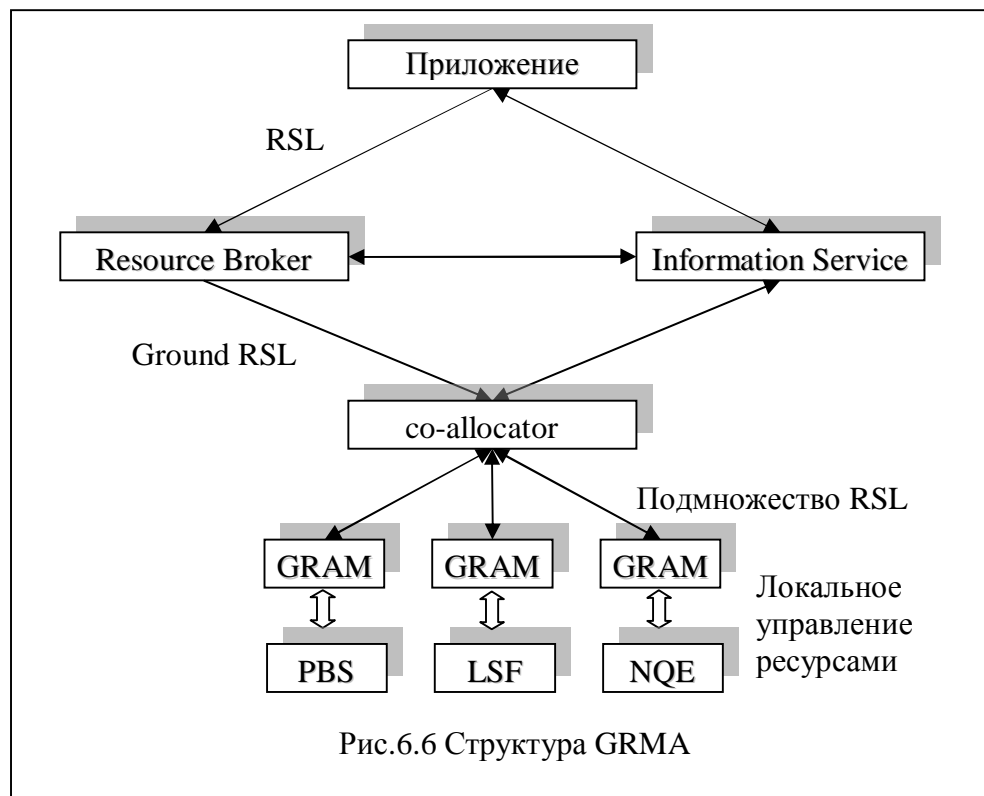 Приложение
RSL
Resource Broker
Information Service
Ground RSL
co-allocator
Подмножество RSL
GRAM
GRAM
GRAM
Локальное
управление
ресурсами
PBS
LSF
NQE
Рис.6.6 Структура GRMA